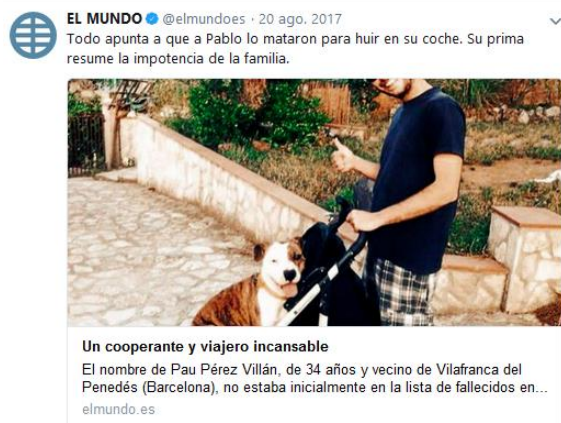 EL MUNDO @elmundoes · 20 ago. 2017
Todo apunta a que a Pablo lo mataron para huir en su coche. Su prima
resume la impotencia de la familia.
Un cooperante y viajero incansable
El nombre de Pau Pérez Villán, de 34 años y vecino de Vilafranca del
Penedés (Barcelona), no estaba inicialmente en la lista de fallecidos en...
elmundo.es